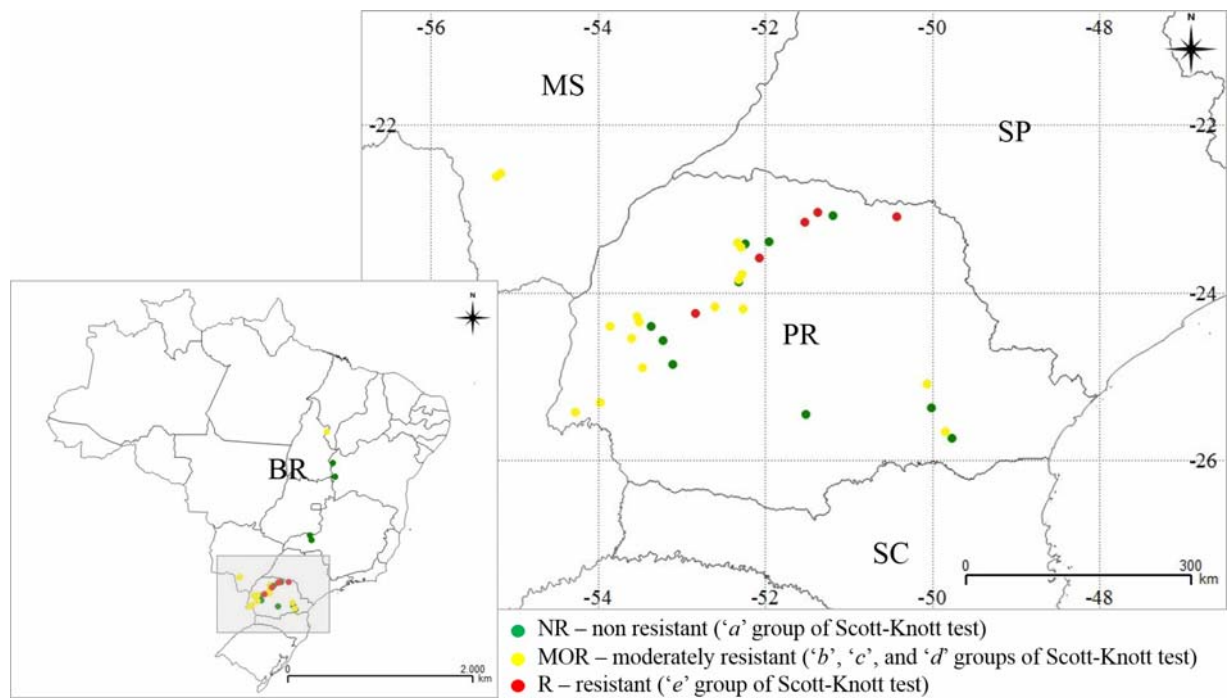 N
-56 -54 -52 -50 -48
MS
-22 -22
SP
-24 -24
PR
N
BR
-26 -26
SC
0 300
km
-54 -52 -50 -48
0 2 000
km
NR – non resistant (‘a’ group of Scott-Knott test)
MOR – moderately resistant (‘b’, ‘c’, and ‘d’ groups of Scott-Knott test)
R – resistant (‘e’ group of Scott-Knott test)